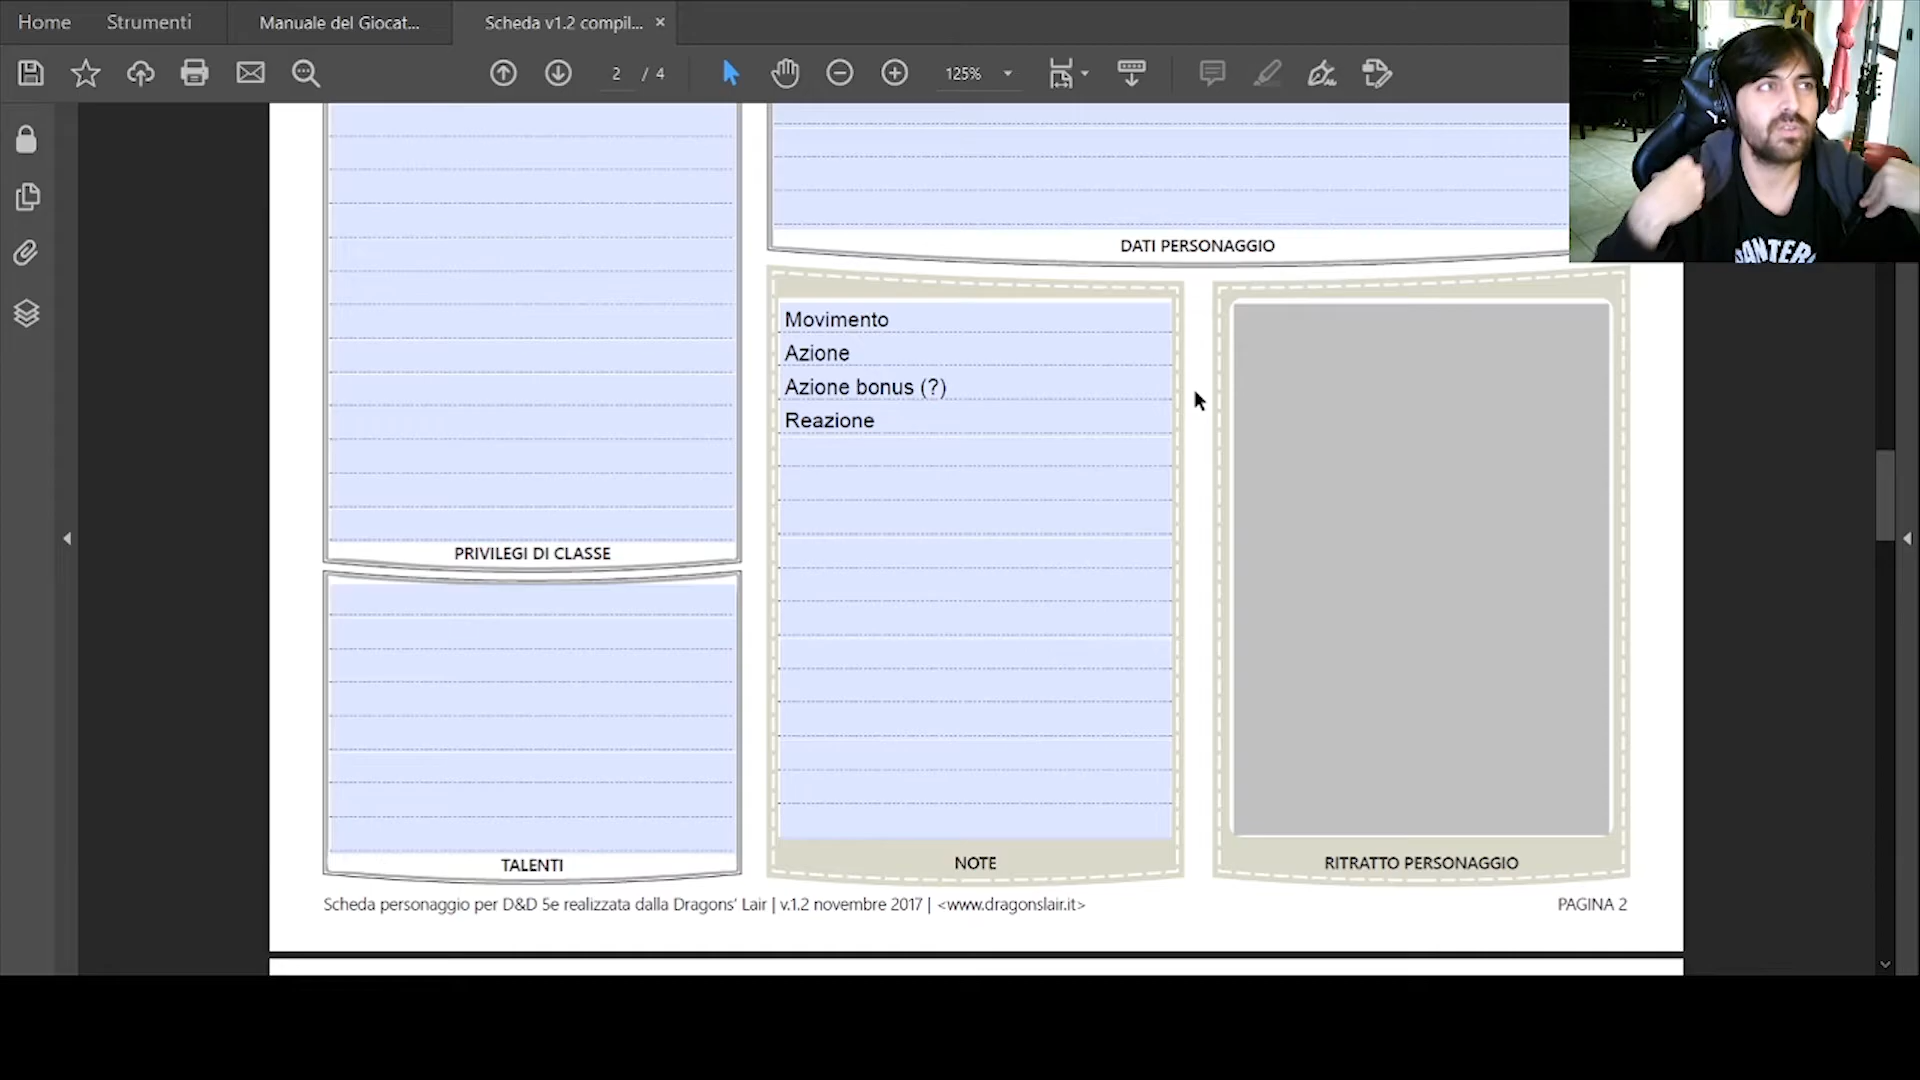 Home Strumenti Manuale del Giocat... Scheda v1.2 compil... ×
2 / 4 125%
DATI PERSONAGGIO
Movimento
Azione
Azione bonus (?)
Reazione
PRIVILEGI DI CLASSE
TALENTI
NOTE
RITRATTO PERSONAGGIO
Scheda personaggio per D&D 5e realizzata dalla Dragons' Lair | v.1.2 novembre 2017 | <www.dragonslair.it>
PAGINA 2